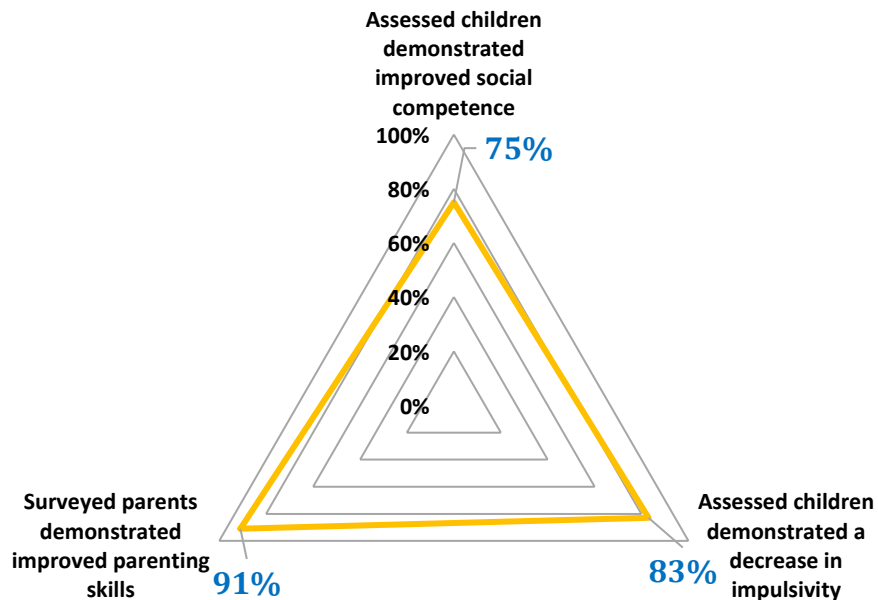 Assessed children
demonstrated
improved social
competence
100%
75%
80%
60%
40%
20%
0%
Surveyed parents
demonstrated
improved parenting
skills
91%
Assessed children
demonstrated a
decrease in
impulsivity
83%